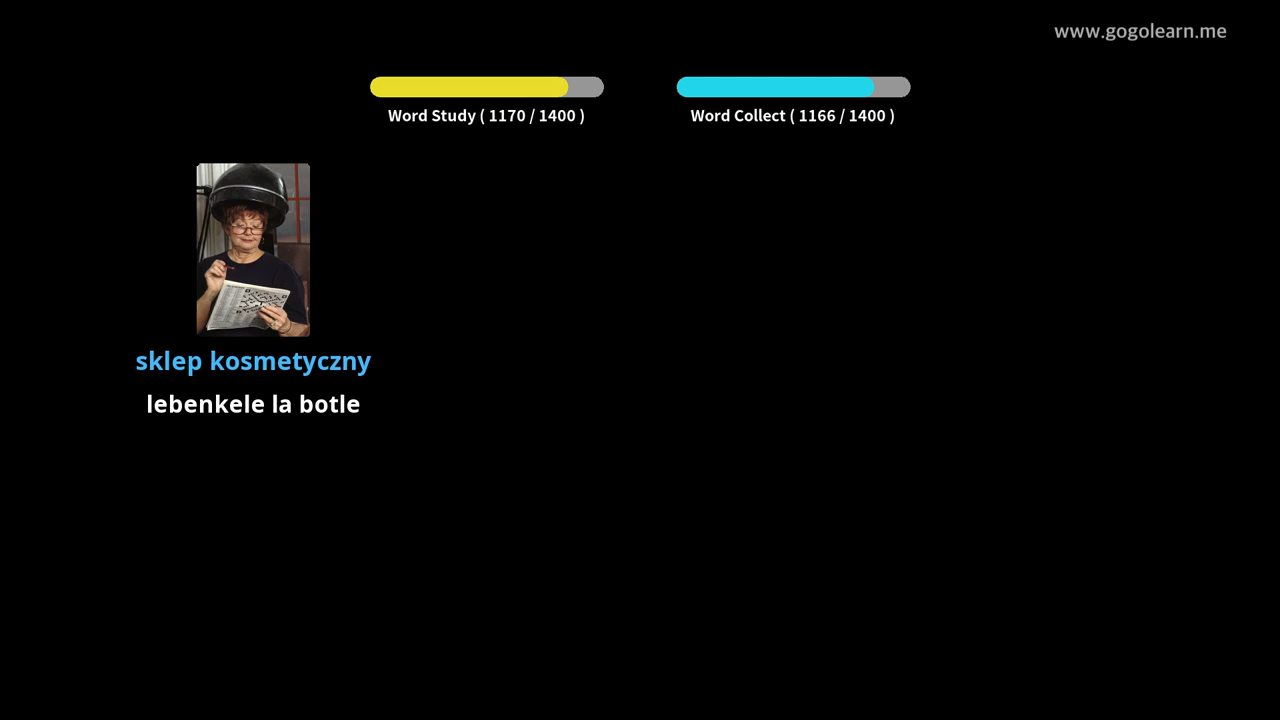 www.gogolearn.me
Word Study ( 1170 / 1400 )
Word Collect ( 1166 / 1400 )
sklep kosmetyczny
lebenkele la botle